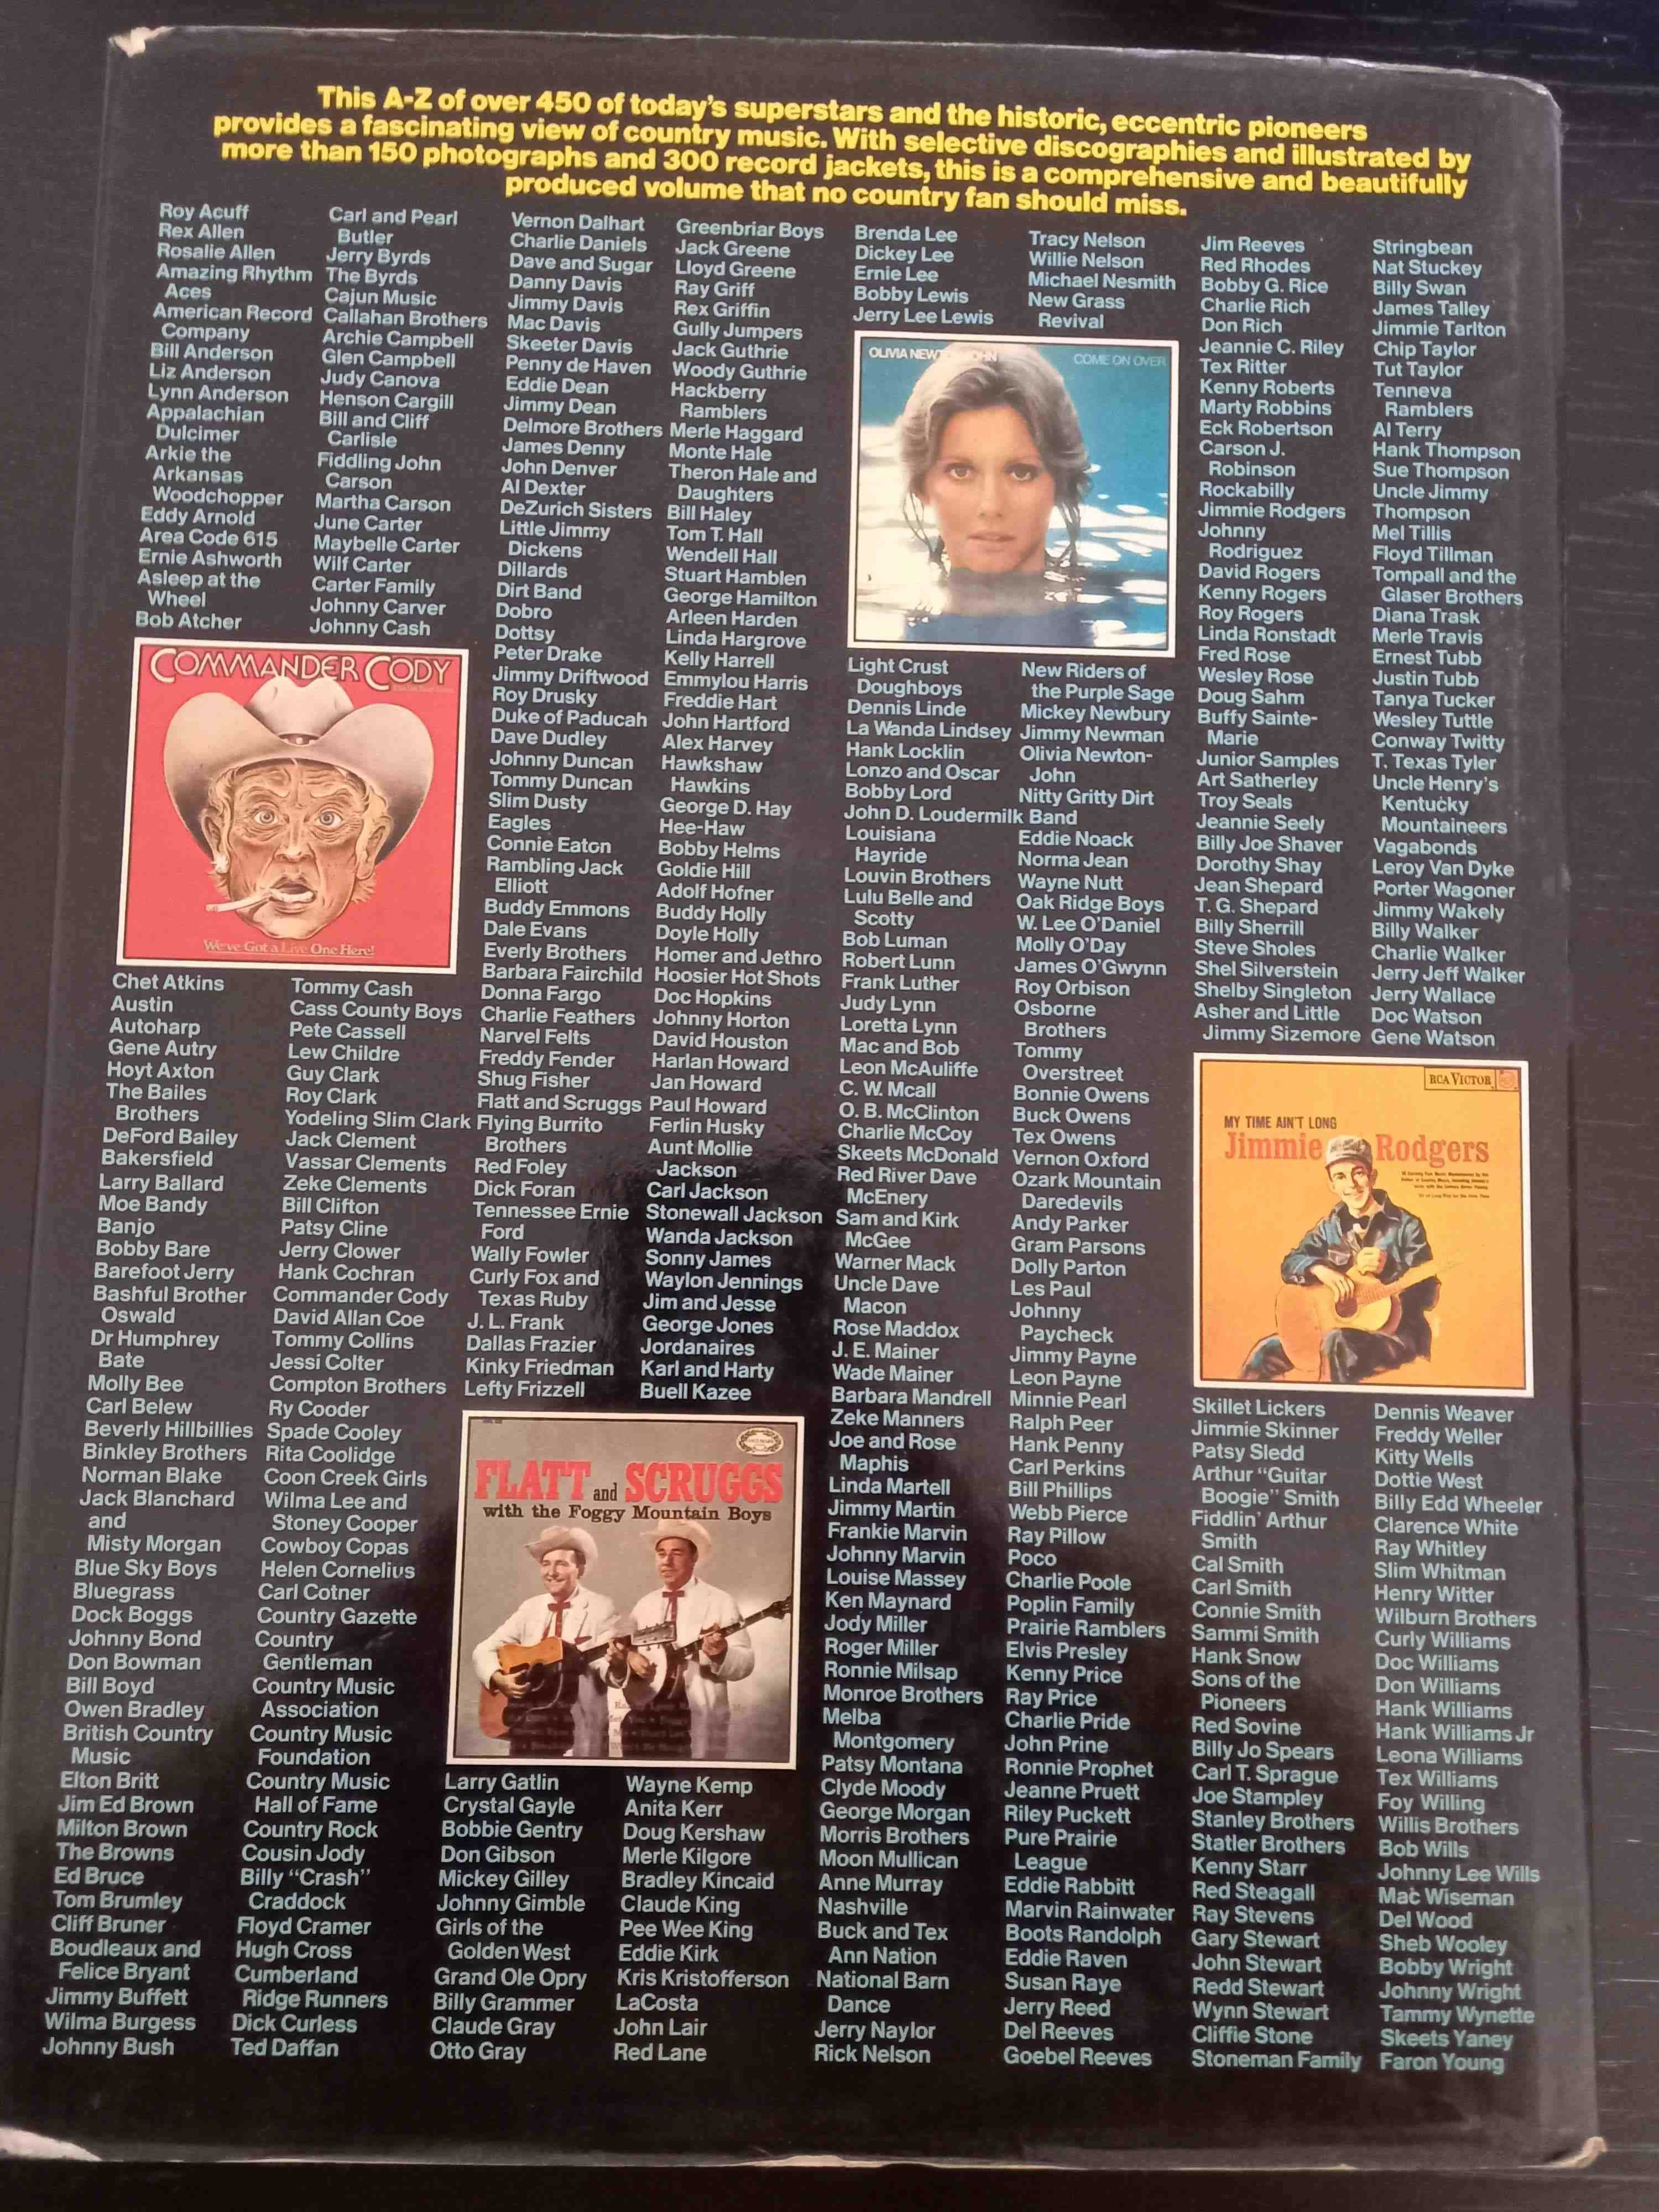 This A-Z of over 450 of today's superstars and the historic, eccentric pioneers
provides a fascinating view of country music. With selective discographies and illustrated by
more than 150 photographs and 300 record jackets, this is a comprehensive and beautifully
produced volume that no country fan should miss.
Roy Acuff
Rex Allen
Rosalie Allen
Amazing Rhythm
Aces
American Record
Company
Bill Anderson
Liz Anderson
Lynn Anderson
Appalachian
Dulcimer
Arkie the
Arkansas
Woodchopper
Eddy Arnold
Area Code 615
Ernie Ashworth
Asleep at the
Wheel
Bob Atcher
COMMANDER CODY
We've Got a Live One Here!
Chet Atkins
Austin
Autoharp
Gene Autry
Hoyt Axton
The Bailes
Brothers
DeFord Bailey
Bakersfield
Larry Ballard
Moe Bandy
Banjo
Bobby Bare
Barefoot Jerry
Bashful Brother
Oswald
Dr Humphrey
Bate
Molly Bee
Carl Belew
Beverly Hillbillies
Binkley Brothers
Norman Blake
Jack Blanchard
and
Misty Morgan
Blue Sky Boys
Bluegrass
Dock Boggs
Johnny Bond
Don Bowman
Bill Boyd
Owen Bradley
British Country
Music
Elton Britt
Jim Ed Brown
Milton Brown
The Browns
Ed Bruce
Tom Brumley
Cliff Bruner
Boudleaux and
Felice Bryant
Jimmy Buffett
Wilma Burgess
Johnny Bush
Carl and Pearl
Butler
Jerry Byrds
The Byrds
Cajun Music
Callahan Brothers
Archie Campbell
Glen Campbell
Judy Canova
Henson Cargill
Bill and Cliff
Carlisle
Fiddling John
Carson
Martha Carson
June Carter
Maybelle Carter
Wilf Carter
Carter Family
Johnny Carver
Johnny Cash
Tommy Cash
Cass County Boys
Pete Cassell
Lew Childre
Guy Clark
Roy Clark
Yodeling Slim Clark
Jack Clement
Vassar Clements
Zeke Clements
Bill Clifton
Patsy Cline
Jerry Clower
Hank Cochran
Commander Cody
David Allan Coe
Tommy Collins
Jessi Colter
Compton Brothers
Ry Cooder
Spade Cooley
Rita Coolidge
Coon Creek Girls
Wilma Lee and
Stoney Cooper
Cowboy Copas
Helen Cornelius
Carl Cotner
Country Gazette
Country
Gentleman
Country Music
Association
Country Music
Foundation
Country Music
Hall of Fame
Country Rock
Cousin Jody
Billy "Crash"
Craddock
Floyd Cramer
Hugh Cross
Cumberland
Ridge Runners
Dick Curless
Ted Daffan
Vernon Dalhart
Charlie Daniels
Dave and Sugar
Danny Davis
Jimmy Davis
Mac Davis
Skeeter Davis
Penny de Haven
Eddie Dean
Jimmy Dean
Delmore Brothers
James Denny
John Denver
Al Dexter
DeZurich Sisters
Little Jimmy
Dickens
Dillards
Dirt Band
Dobro
Dottsy
Peter Drake
Jimmy Driftwood
Roy Drusky
Duke of Paducah
Dave Dudley
Johnny Duncan
Tommy Duncan
Slim Dusty
Eagles
Connie Eaton
Rambling Jack
Elliott
Buddy Emmons
Dale Evans
Everly Brothers
Barbara Fairchild
Donna Fargo
Charlie Feathers
Narvel Felts
Freddy Fender
Shug Fisher
Flatt and Scruggs
Flying Burrito
Brothers
Red Foley
Dick Foran
Tennessee Ernie
Ford
Wally Fowler
Curly Fox and
Texas Ruby
J. L. Frank
Dallas Frazier
Kinky Friedman
Lefty Frizzell
FLATT and SCRUGGS
with the Foggy Mountain Boys
Larry Gatlin
Crystal Gayle
Bobbie Gentry
Don Gibson
Mickey Gilley
Johnny Gimble
Girls of the
Golden West
Grand Ole Opry
Billy Grammer
Claude Gray
Otto Gray
Greenbriar Boys
Jack Greene
Lloyd Greene
Ray Griff
Rex Griffin
Gully Jumpers
Jack Guthrie
Woody Guthrie
Hackberry
Ramblers
Merle Haggard
Monte Hale
Theron Hale and
Daughters
Bill Haley
Tom T. Hall
Wendell Hall
Stuart Hamblen
George Hamilton
Arleen Harden
Linda Hargrove
Kelly Harrell
Emmylou Harris
Freddie Hart
John Hartford
Alex Harvey
Hawkshaw
Hawkins
George D. Hay
Hee-Haw
Bobby Helms
Goldie Hill
Adolf Hofner
Buddy Holly
Doyle Holly
Homer and Jethro
Hoosier Hot Shots
Doc Hopkins
Johnny Horton
David Houston
Harlan Howard
Jan Howard
Paul Howard
Ferlin Husky
Aunt Mollie
Jackson
Carl Jackson
Stonewall Jackson
Wanda Jackson
Sonny James
Waylon Jennings
Jim and Jesse
George Jones
Jordanaires
Karl and Harty
Buell Kazee
Wayne Kemp
Anita Kerr
Doug Kershaw
Merle Kilgore
Bradley Kincaid
Claude King
Pee Wee King
Eddie Kirk
Kris Kristofferson
LaCosta
John Lair
Red Lane
Brenda Lee
Dickey Lee
Ernie Lee
Bobby Lewis
Jerry Lee Lewis
OLIVIA NEWTON-JOHN
COME ON OVER
Light Crust
Doughboys
Dennis Linde
La Wanda Lindsey
Hank Locklin
Lonzo and Oscar
Bobby Lord
John D. Loudermilk
Louisiana
Hayride
Louvin Brothers
Lulu Belle and
Scotty
Bob Luman
Robert Lunn
Frank Luther
Judy Lynn
Loretta Lynn
Mac and Bob
Leon McAuliffe
C. W. Mcall
O. B. McClinton
Charlie McCoy
Skeets McDonald
Red River Dave
McEnery
Sam and Kirk
McGee
Warner Mack
Uncle Dave
Macon
Rose Maddox
J. E. Mainer
Wade Mainer
Barbara Mandrell
Zeke Manners
Joe and Rose
Maphis
Linda Martell
Jimmy Martin
Frankie Marvin
Johnny Marvin
Louise Massey
Ken Maynard
Jody Miller
Roger Miller
Ronnie Milsap
Monroe Brothers
Melba
Montgomery
Patsy Montana
Clyde Moody
George Morgan
Morris Brothers
Moon Mullican
Anne Murray
Nashville
Buck and Tex
Ann Nation
National Barn
Dance
Jerry Naylor
Rick Nelson
Tracy Nelson
Willie Nelson
Michael Nesmith
New Grass
Revival
New Riders of
the Purple Sage
Mickey Newbury
Jimmy Newman
Olivia Newton-
John
Nitty Gritty Dirt
Band
Eddie Noack
Norma Jean
Wayne Nutt
Oak Ridge Boys
W. Lee O'Daniel
Molly O'Day
James O'Gwynn
Roy Orbison
Osborne
Brothers
Tommy
Overstreet
Bonnie Owens
Buck Owens
Tex Owens
Vernon Oxford
Ozark Mountain
Daredevils
Andy Parker
Gram Parsons
Dolly Parton
Les Paul
Johnny
Paycheck
Jimmy Payne
Leon Payne
Minnie Pearl
Ralph Peer
Hank Penny
Carl Perkins
Bill Phillips
Webb Pierce
Ray Pillow
Poco
Charlie Poole
Poplin Family
Prairie Ramblers
Elvis Presley
Kenny Price
Ray Price
Charlie Pride
John Prine
Ronnie Prophet
Jeanne Pruett
Riley Puckett
Pure Prairie
League
Eddie Rabbitt
Marvin Rainwater
Boots Randolph
Eddie Raven
Susan Raye
Jerry Reed
Del Reeves
Goebel Reeves
Jim Reeves
Red Rhodes
Bobby G. Rice
Charlie Rich
Don Rich
Jeannie C. Riley
Tex Ritter
Kenny Roberts
Marty Robbins
Eck Robertson
Carson J.
Robinson
Rockabilly
Jimmie Rodgers
Johnny
Rodriguez
David Rogers
Kenny Rogers
Roy Rogers
Linda Ronstadt
Fred Rose
Wesley Rose
Doug Sahm
Buffy Sainte-
Marie
Junior Samples
Art Satherley
Troy Seals
Jeannie Seely
Billy Joe Shaver
Dorothy Shay
Jean Shepard
T. G. Shepard
Billy Sherrill
Steve Sholes
Shel Silverstein
Shelby Singleton
Asher and Little
Jimmy Sizemore
RCA VICTOR
MY TIME AIN'T LONG
Jimmie Rodgers
Skillet Lickers
Jimmie Skinner
Patsy Sledd
Arthur "Guitar
Boogie" Smith
Fiddlin' Arthur
Smith
Cal Smith
Carl Smith
Connie Smith
Sammi Smith
Hank Snow
Sons of the
Pioneers
Red Sovine
Billy Jo Spears
Carl T. Sprague
Joe Stampley
Stanley Brothers
Statler Brothers
Kenny Starr
Red Steagall
Ray Stevens
Gary Stewart
John Stewart
Redd Stewart
Wynn Stewart
Cliffie Stone
Stoneman Family
Stringbean
Nat Stuckey
Billy Swan
James Talley
Jimmie Tarlton
Chip Taylor
Tut Taylor
Tenneva
Ramblers
Al Terry
Hank Thompson
Sue Thompson
Uncle Jimmy
Thompson
Mel Tillis
Floyd Tillman
Tompall and the
Glaser Brothers
Diana Trask
Merle Travis
Ernest Tubb
Justin Tubb
Tanya Tucker
Wesley Tuttle
Conway Twitty
T. Texas Tyler
Uncle Henry's
Kentucky
Mountaineers
Vagabonds
Leroy Van Dyke
Porter Wagoner
Jimmy Wakely
Billy Walker
Charlie Walker
Jerry Jeff Walker
Jerry Wallace
Doc Watson
Gene Watson
Dennis Weaver
Freddy Weller
Kitty Wells
Dottie West
Billy Edd Wheeler
Clarence White
Ray Whitley
Slim Whitman
Henry Witter
Wilburn Brothers
Curly Williams
Doc Williams
Don Williams
Hank Williams
Hank Williams Jr
Leona Williams
Tex Williams
Foy Willing
Willis Brothers
Bob Wills
Johnny Lee Wills
Mac Wiseman
Del Wood
Sheb Wooley
Bobby Wright
Johnny Wright
Tammy Wynette
Skeets Yaney
Faron Young